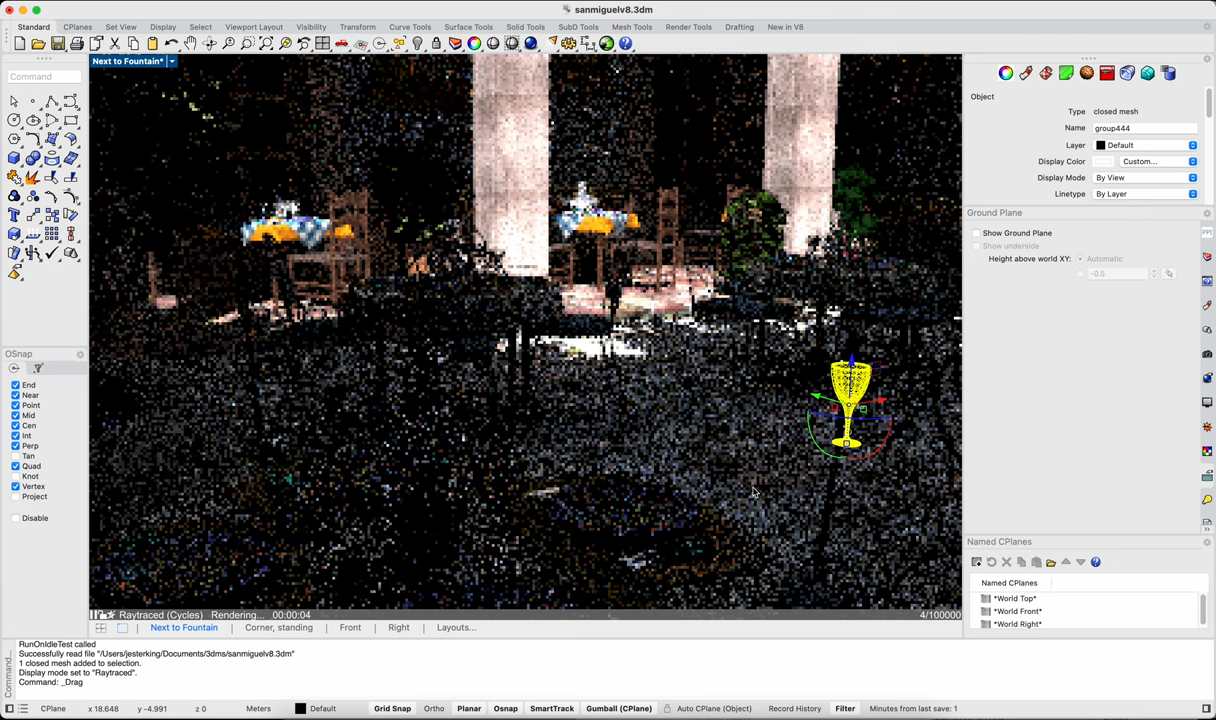 sanmiguelv8.3dm
Standard CPlanes Set View Display Select Viewport Layout Visibility Transform Curve Tools Surface Tools Solid Tools SubD Tools Mesh Tools Render Tools Drafting New in V8
Next to Fountain*
Command
OSnap
End
Near
Point
Mid
Cen
Int
Perp
Tan
Quad
Knot
Vertex
Project
Disable
Object
Type closed mesh
Name group444
Layer Default
Display Color Custom...
Display Mode By View
Linetype By Layer
Ground Plane
Show Ground Plane
Show underside
Height above world XY: Automatic
-0.5
Named CPlanes
Named CPlanes
*World Top*
*World Front*
*World Right*
Raytraced (Cycles) Rendering... 00:00:04 4/100000
Next to Fountain Corner, standing Front Right Layouts...
Command...
RunOnIdleTest called
Successfully read file "/Users/jesterking/Documents/3dms/sanmiguelv8.3dm"
1 closed mesh added to selection.
Display mode set to "Raytraced".
Command: _Drag
CPlane x 18.648 y -4.991 z 0 Meters Default Grid Snap Ortho Planar Osnap SmartTrack Gumball (CPlane) Auto CPlane (Object) Record History Filter Minutes from last save: 1